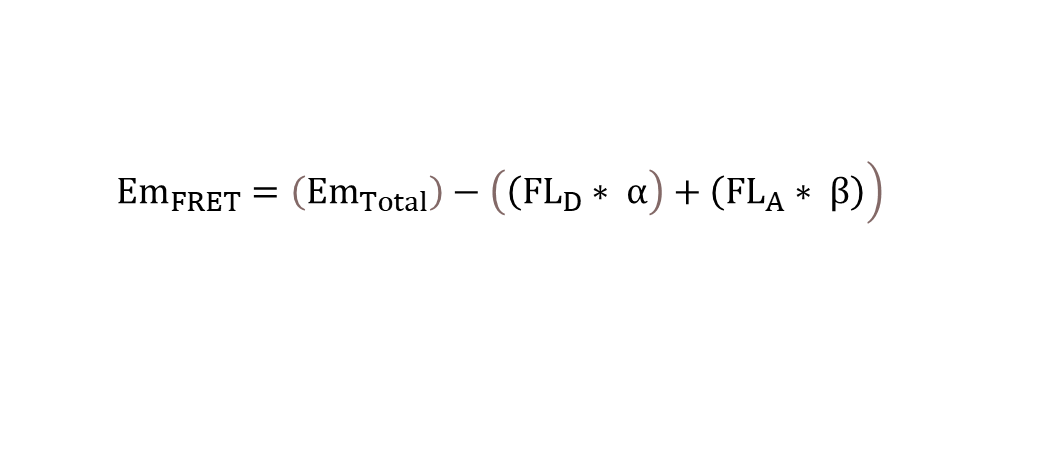 Em_FRET = (Em_Total) − ((FL_D ∗ α) + (FL_A ∗ β))